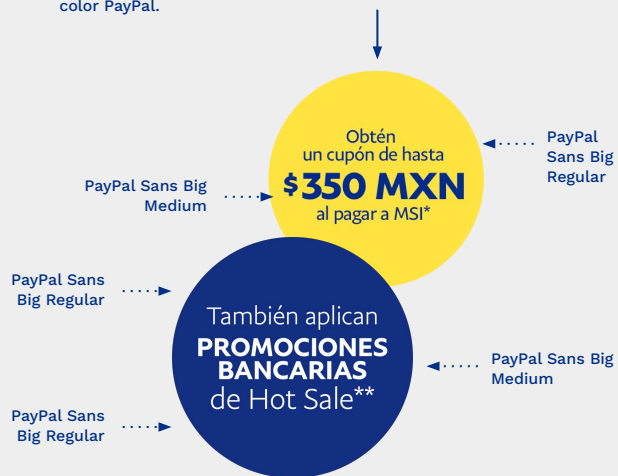 color PayPal.
Obtén
un cupón de hasta
$350 MXN
al pagar a MSI*
PayPal
Sans Big
Regular
PayPal Sans Big
Medium
PayPal Sans
Big Regular
También aplican
PROMOCIONES
BANCARIAS
de Hot Sale**
PayPal Sans Big
Medium
PayPal Sans
Big Regular